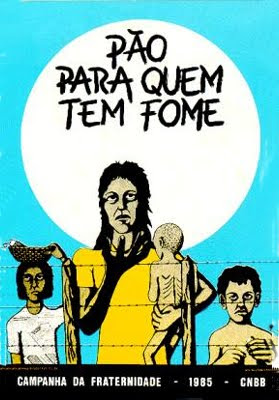 PÃO
PARA QUEM
TEM FOME
CAMPANHA DA FRATERNIDADE - 1985 - CNBB